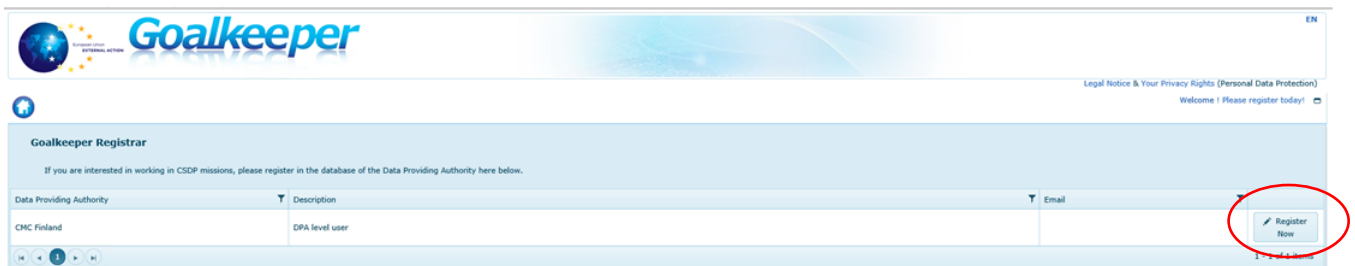 European Union
EXTERNAL ACTION
Goalkeeper
EN
Legal Notice & Your Privacy Rights (Personal Data Protection)
Welcome ! Please register today!
Goalkeeper Registrar
If you are interested in working in CSDP missions, please register in the database of the Data Providing Authority here below.
Data Providing Authority Description Email
CMC Finland DPA level user Register
Now
1 1 - 1 of 1 items